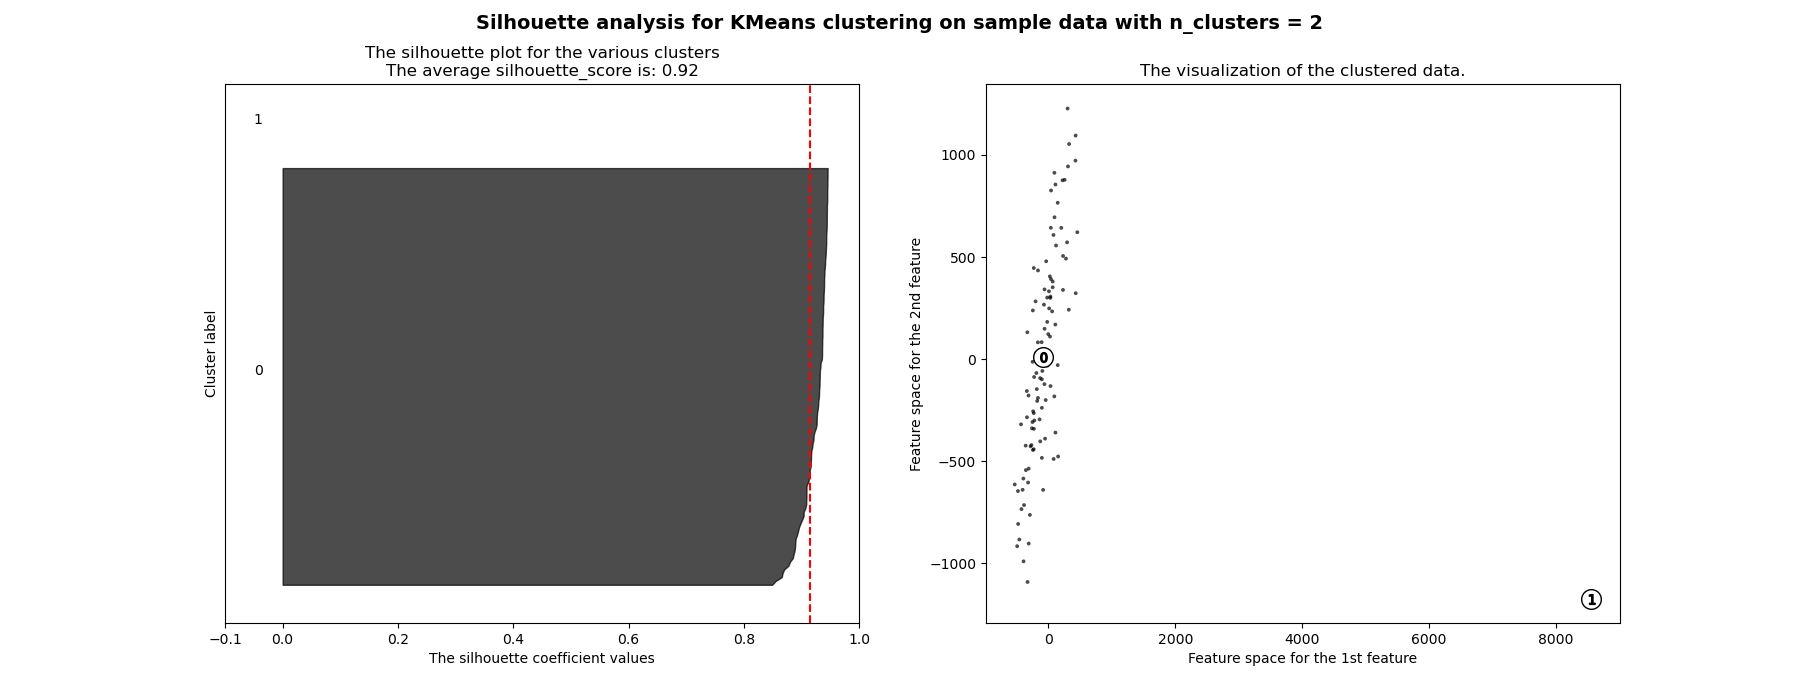 Silhouette analysis for KMeans clustering on sample data with n_clusters = 2
The silhouette plot for the various clusters
The average silhouette_score is: 0.92
1
0
Cluster label
−0.1 0.0 0.2 0.4 0.6 0.8 1.0
The silhouette coefficient values
The visualization of the clustered data.
1000
500
0
−500
−1000
Feature space for the 2nd feature
0
1
0 2000 4000 6000 8000
Feature space for the 1st feature